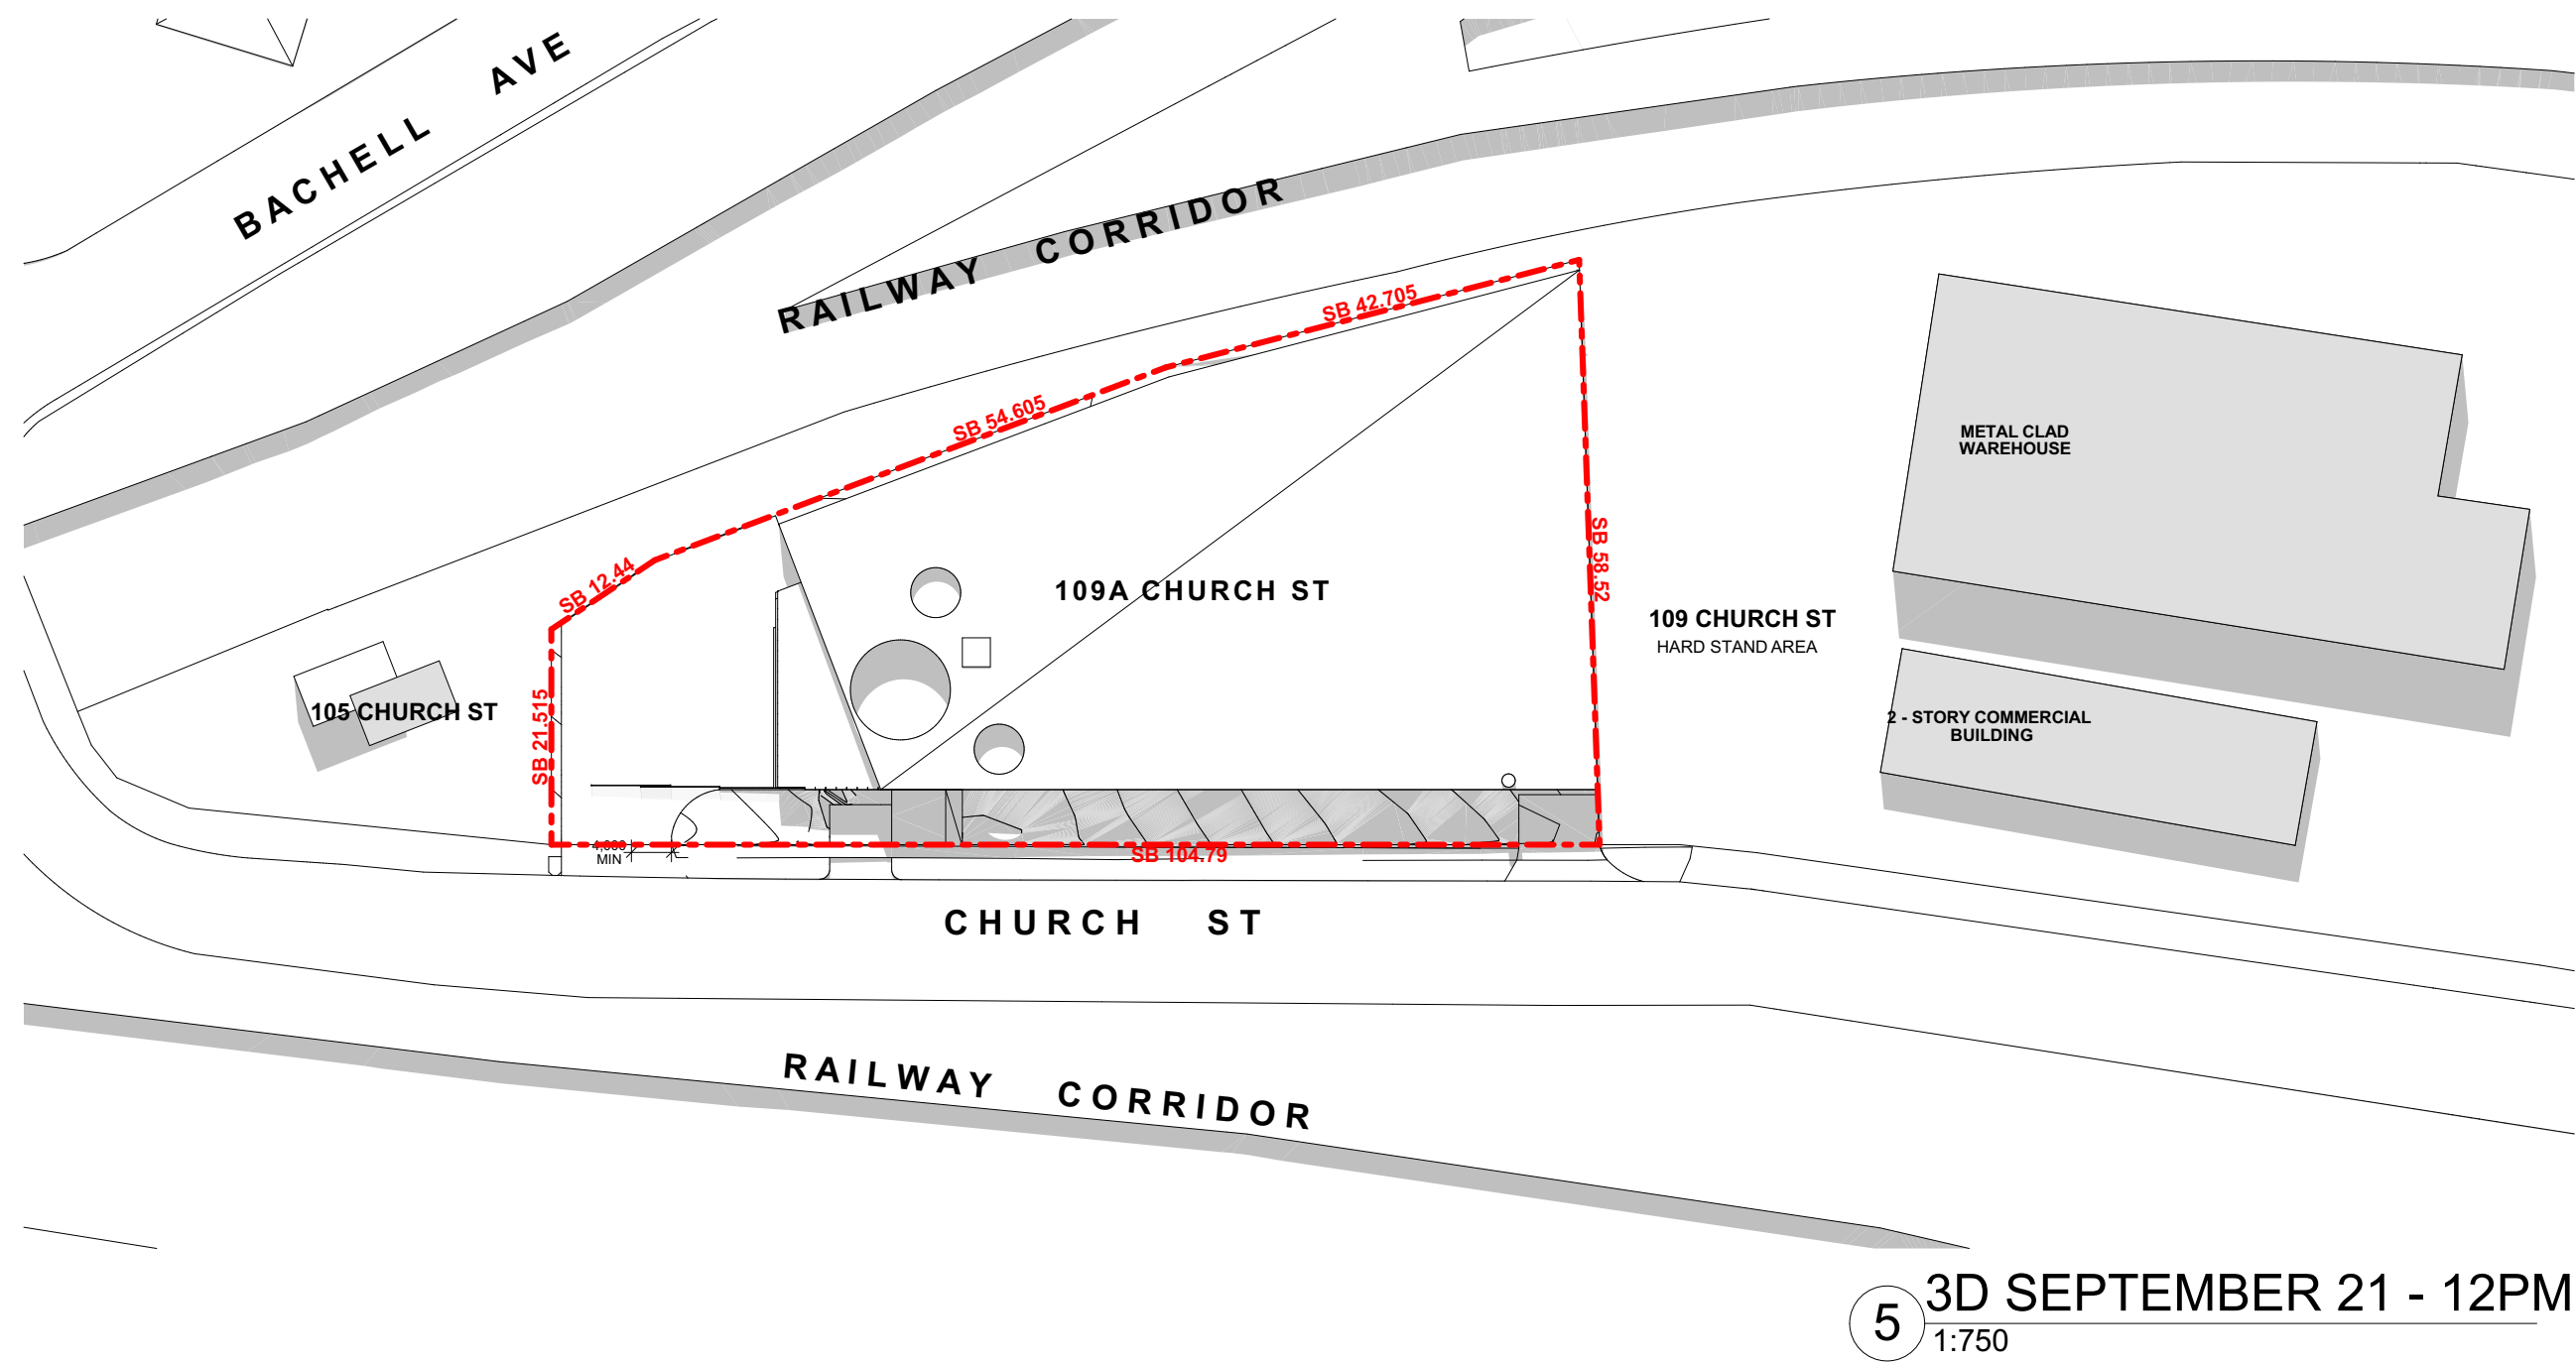 BACHELL AVE
RAILWAY CORRIDOR
SB 42.705
SB 54.605
SB 12.44
SB 21.515
SB 58.52
SB 104.79
METAL CLAD
WAREHOUSE
109A CHURCH ST
109 CHURCH ST
HARD STAND AREA
105 CHURCH ST
2 - STORY COMMERCIAL
BUILDING
MIN
CHURCH ST
RAILWAY CORRIDOR
5
3D SEPTEMBER 21 - 12PM
1:750